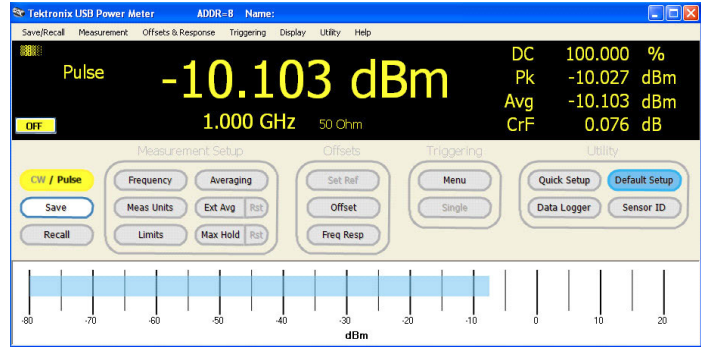 Tektronix USB Power Meter ADDR=8 Name:
Save/Recall Measurement Offsets & Response Triggering Display Utility Help
Pulse -10.103 dBm
DC 100.000 %
Pk -10.027 dBm
Avg -10.103 dBm
CrF 0.076 dB
OFF 1.000 GHz 50 Ohm
Measurement Setup Offsets Triggering Utility
CW / Pulse Frequency Averaging Set Ref Menu Quick Setup Default Setup
Save Meas Units Ext Avg Rst Offset Single Data Logger Sensor ID
Recall Limits Max Hold Rst Freq Resp
-80 -70 -60 -50 -40 -30 -20 -10 0 10 20
dBm